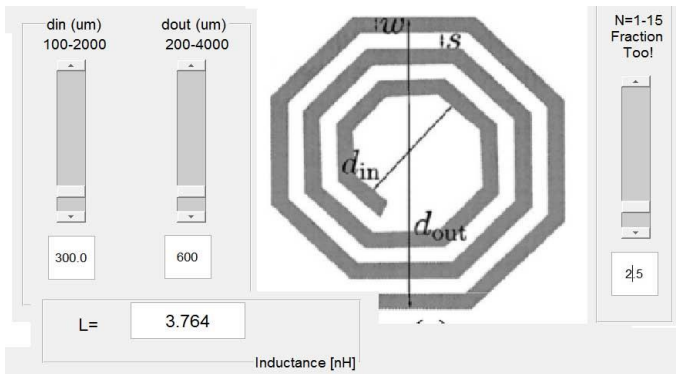 din (um)
100-2000
dout (um)
200-4000
300.0
600
w
s
din
dout
N=1-15
Fraction
Too!
2.5
L=
3.764
Inductance [nH]